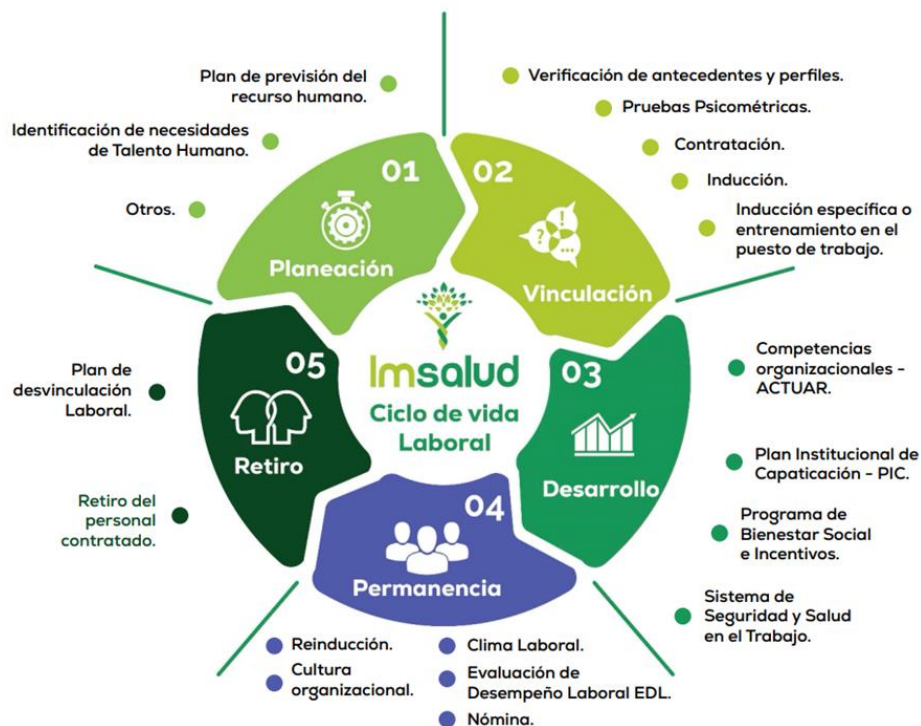 Plan de previsión del
recurso humano.
Identificación de necesidades
de Talento Humano.
Otros.
01
Planeación
Verificación de antecedentes y perfiles.
Pruebas Psicométricas.
Contratación.
Inducción.
Inducción específica o
entrenamiento en el
puesto de trabajo.
02
?
!
...
Vinculación
Imsalud
Ciclo de vida
Laboral
03
Desarrollo
Competencias
organizacionales -
ACTUAR.
Plan Institucional de
Capaticación - PIC.
Programa de
Bienestar Social
e Incentivos.
Sistema de
Seguridad y Salud
en el Trabajo.
04
Permanencia
Reinducción.
Cultura
organizacional.
Clima Laboral.
Evaluación de
Desempeño Laboral EDL.
Nómina.
05
Retiro
Plan de
desvinculación
Laboral.
Retiro del
personal
contratado.